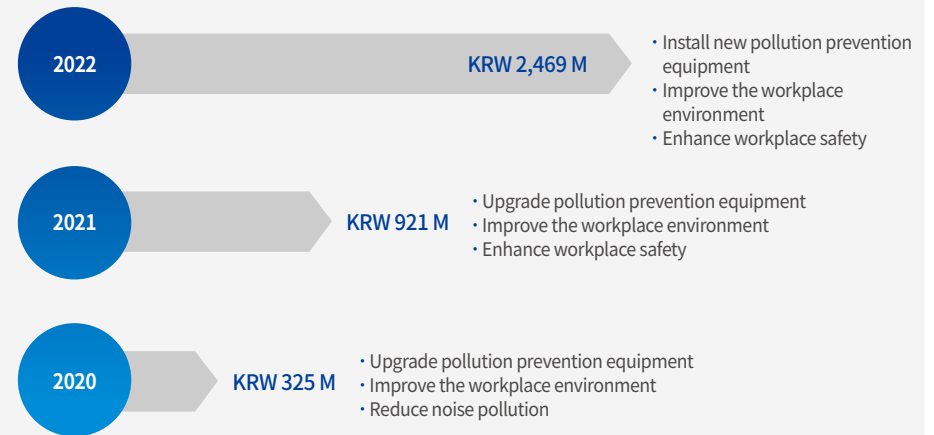 2022
KRW 2,469 M
· Install new pollution prevention
equipment
· Improve the workplace
environment
· Enhance workplace safety
2021
KRW 921 M
· Upgrade pollution prevention equipment
· Improve the workplace environment
· Enhance workplace safety
2020
KRW 325 M
· Upgrade pollution prevention equipment
· Improve the workplace environment
· Reduce noise pollution